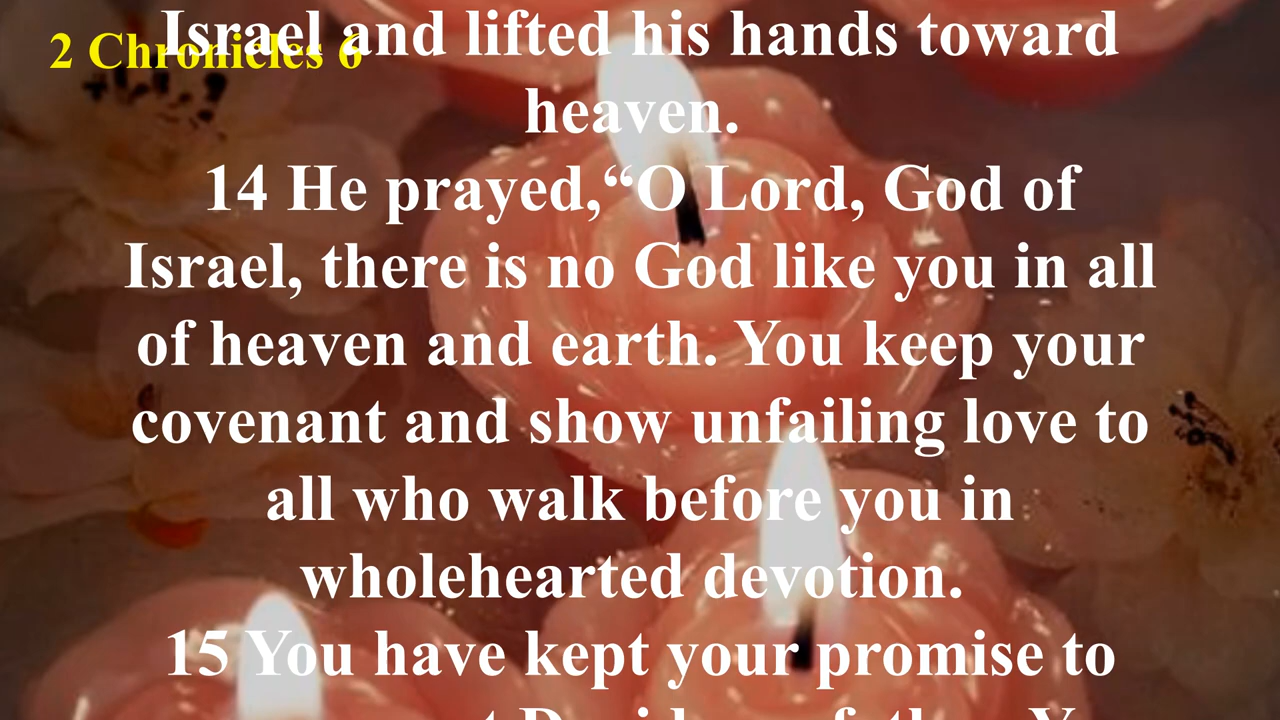 2 Chronicles 6
Israel and lifted his hands toward
heaven.
14 He prayed,“O Lord, God of
Israel, there is no God like you in all
of heaven and earth. You keep your
covenant and show unfailing love to
all who walk before you in
wholehearted devotion.
15 You have kept your promise to